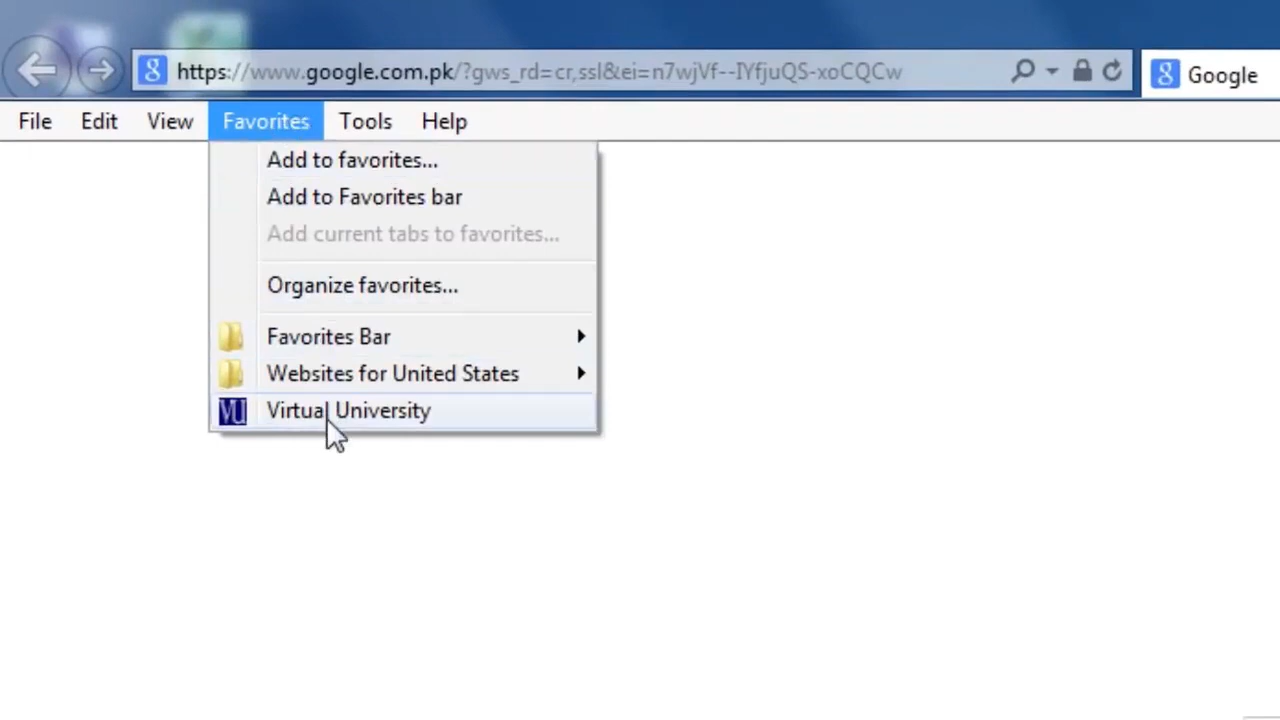 https://www.google.com.pk/?gws_rd=cr,ssl&ei=n7wjVf--IYfjuQS-xoCQCw
Google
File Edit View Favorites Tools Help
Add to favorites...
Add to Favorites bar
Add current tabs to favorites...
Organize favorites...
Favorites Bar
Websites for United States
VU Virtual University